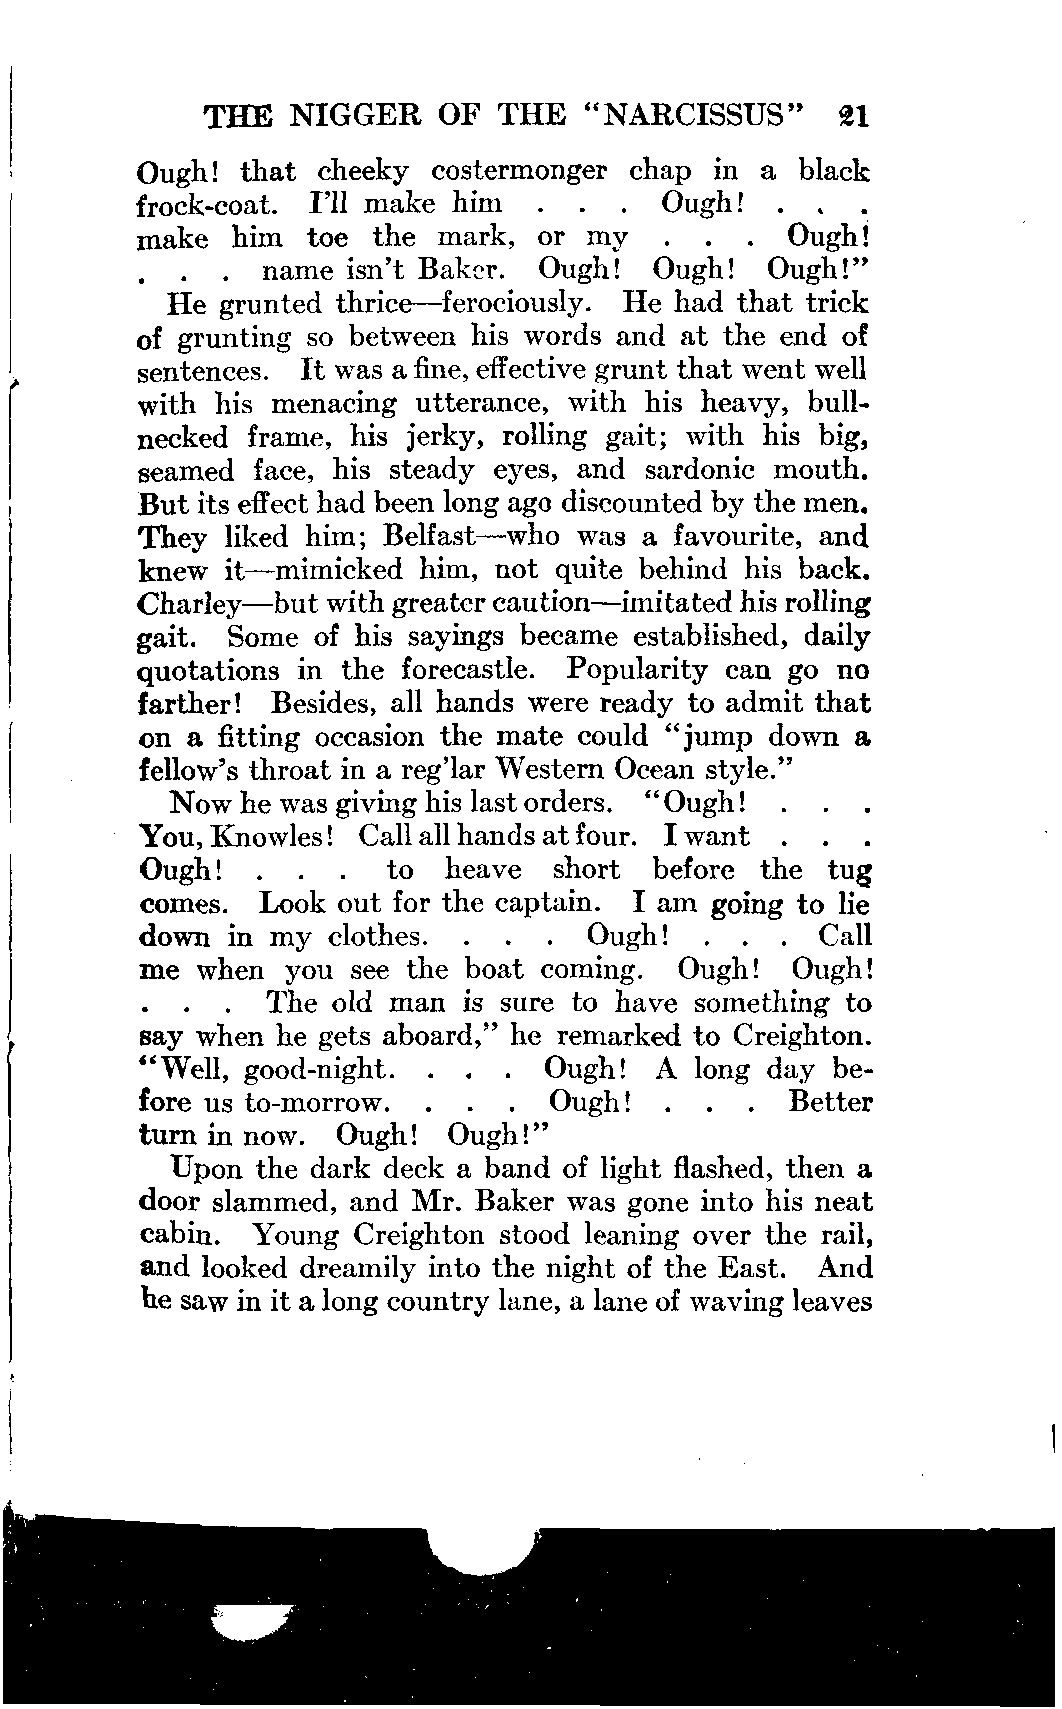 THE NIGGER OF THE "NARCISSUS" 21
Ough! that cheeky costermonger chap in a black
frock-coat. I'll make him . . . Ough! . . .
make him toe the mark, or my . . . Ough!
. . . name isn't Baker. Ough! Ough! Ough!"
He grunted thrice—ferociously. He had that trick
of grunting so between his words and at the end of
sentences. It was a fine, effective grunt that went well
with his menacing utterance, with his heavy, bull-
necked frame, his jerky, rolling gait; with his big,
seamed face, his steady eyes, and sardonic mouth.
But its effect had been long ago discounted by the men.
They liked him; Belfast—who was a favourite, and
knew it—mimicked him, not quite behind his back.
Charley—but with greater caution—imitated his rolling
gait. Some of his sayings became established, daily
quotations in the forecastle. Popularity can go no
farther! Besides, all hands were ready to admit that
on a fitting occasion the mate could "jump down a
fellow's throat in a reg'lar Western Ocean style."
Now he was giving his last orders. "Ough! . . .
You, Knowles! Call all hands at four. I want . . .
Ough! . . . to heave short before the tug
comes. Look out for the captain. I am going to lie
down in my clothes. . . . Ough! . . . Call
me when you see the boat coming. Ough! Ough!
. . . The old man is sure to have something to
say when he gets aboard," he remarked to Creighton.
"Well, good-night. . . . Ough! A long day be-
fore us to-morrow. . . . Ough! . . . Better
turn in now. Ough! Ough!"
Upon the dark deck a band of light flashed, then a
door slammed, and Mr. Baker was gone into his neat
cabin. Young Creighton stood leaning over the rail,
and looked dreamily into the night of the East. And
he saw in it a long country lane, a lane of waving leaves